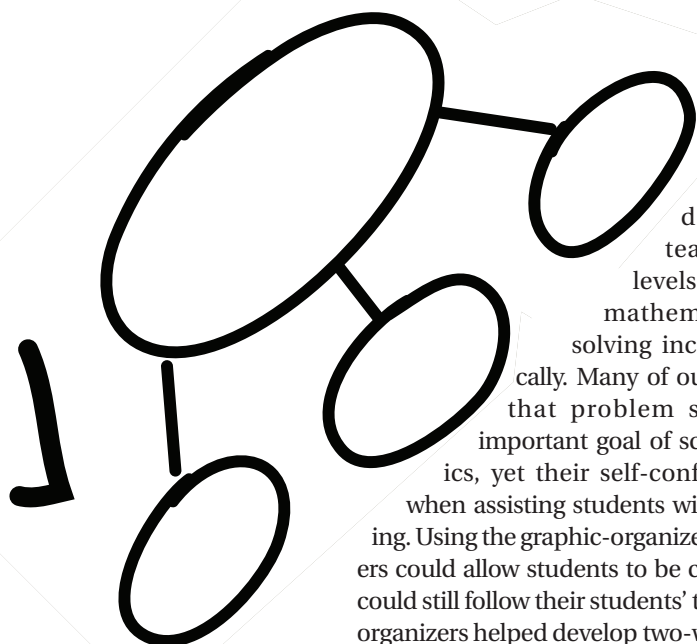 d
tea
levels
mathem
solving inc
cally. Many of ou
that problem s
important goal of sc
ics, yet their self-conf
when assisting students wi
ing. Using the graphic-organize
ers could allow students to be c
could still follow their students’ t
organizers helped develop two-w